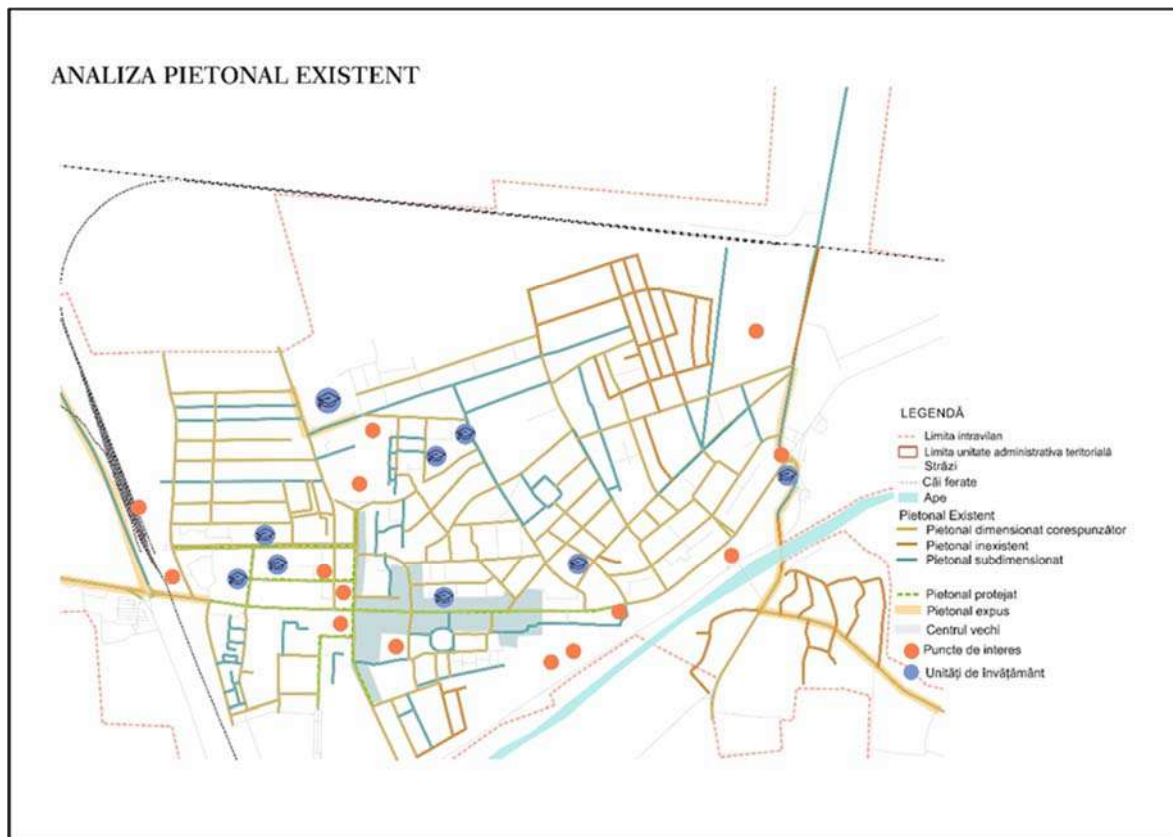 ANALIZA PIETONAL EXISTENT
LEGENDĂ
Limita intravilan
Limita unitate administrativa teritorială
Străzi
Căi ferate
Ape
Pietonal Existent
Pietonal dimensionat corespunzător
Pietonal inexistent
Pietonal subdimensionat
Pietonal protejat
Pietonal expus
Centrul vechi
Puncte de interes
Unități de învățământ